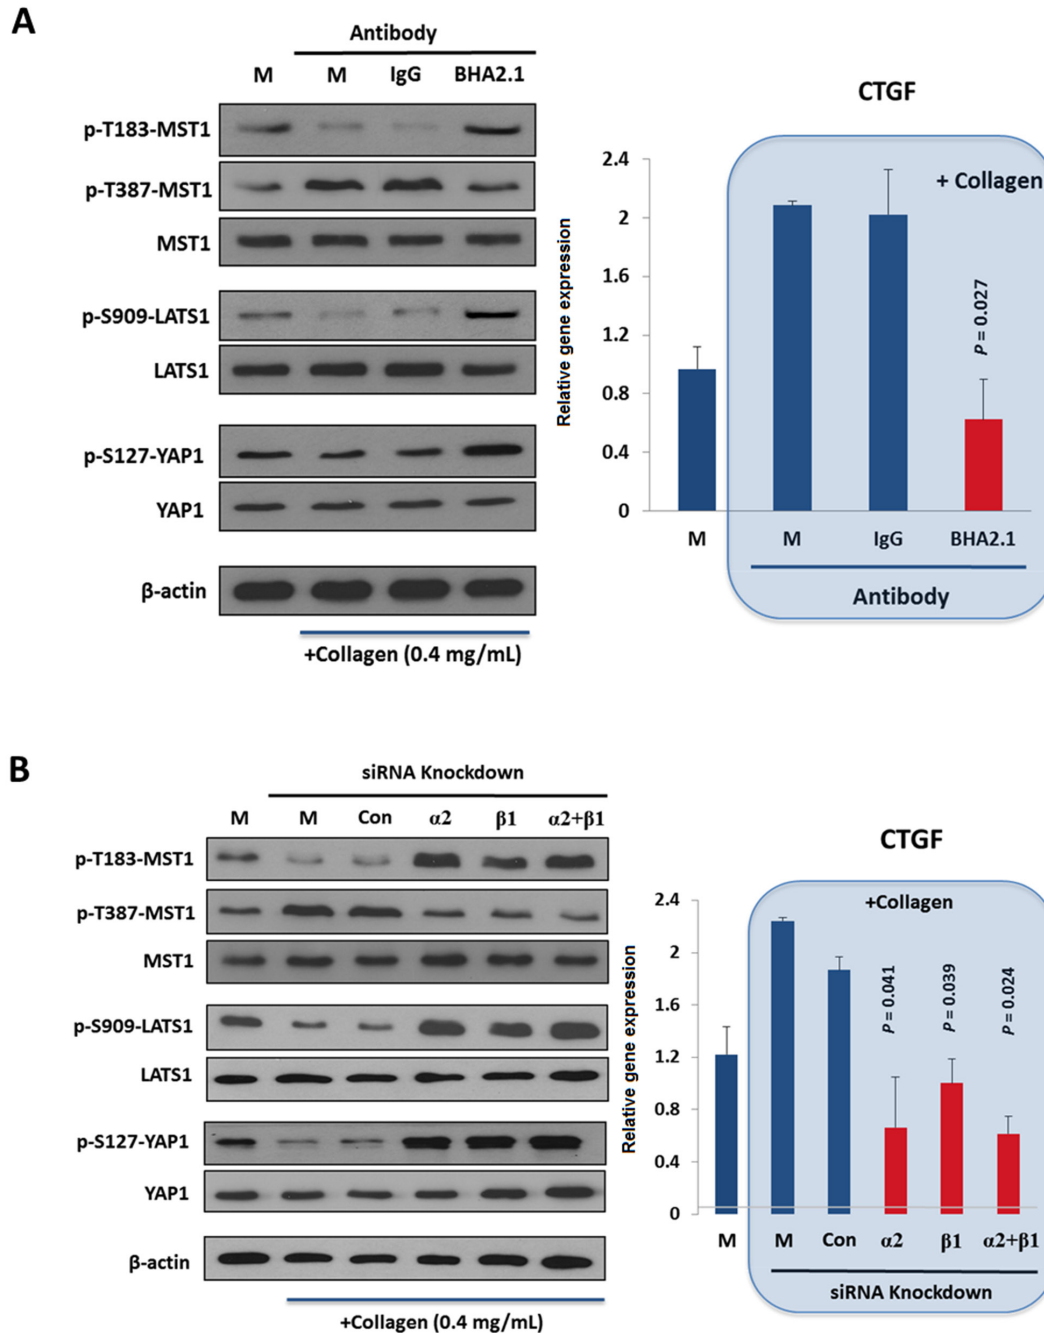 A
Antibody
M M IgG BHA2.1
p-T183-MST1
p-T387-MST1
MST1
p-S909-LATS1
LATS1
p-S127-YAP1
YAP1
β-actin
+Collagen (0.4 mg/mL)
CTGF
+ Collagen
Relative gene expression
2.4
2
1.6
1.2
0.8
0.4
0
P = 0.027
M M IgG BHA2.1
Antibody
B
siRNA Knockdown
M M Con α2 β1 α2+β1
p-T183-MST1
p-T387-MST1
MST1
p-S909-LATS1
LATS1
p-S127-YAP1
YAP1
β-actin
+Collagen (0.4 mg/mL)
CTGF
+Collagen
Relative gene expression
2.4
2
1.6
1.2
0.8
0.4
0
P = 0.041
P = 0.039
P = 0.024
M M Con α2 β1 α2+β1
siRNA Knockdown